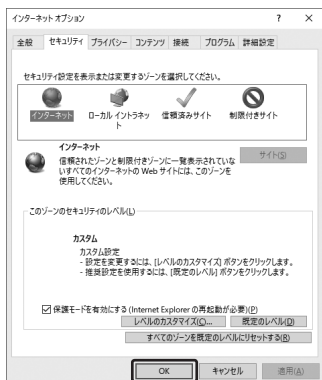 インターネット オプション ? ×
全般 セキュリティ プライバシー コンテンツ 接続 プログラム 詳細設定
セキュリティ設定を表示または変更するゾーンを選択してください。
インターネット ローカル イントラネッ 信頼済みサイト 制限付きサイト
ト
インターネット
信頼されたゾーンと制限付きゾーンに一覧表示されていな
いすべてのインターネットの Web サイトには、このゾーンを
使用してください。
サイト(S)
このゾーンのセキュリティのレベル(L)
カスタム
カスタム設定
- 設定を変更するには、[レベルのカスタマイズ] ボタンをクリックします。
- 推奨設定を使用するには、[既定のレベル] ボタンをクリックします。
保護モードを有効にする (Internet Explorer の再起動が必要)(P)
レベルのカスタマイズ(C)... 既定のレベル(D)
すべてのゾーンを既定のレベルにリセットする(R)
OK キャンセル 適用(A)